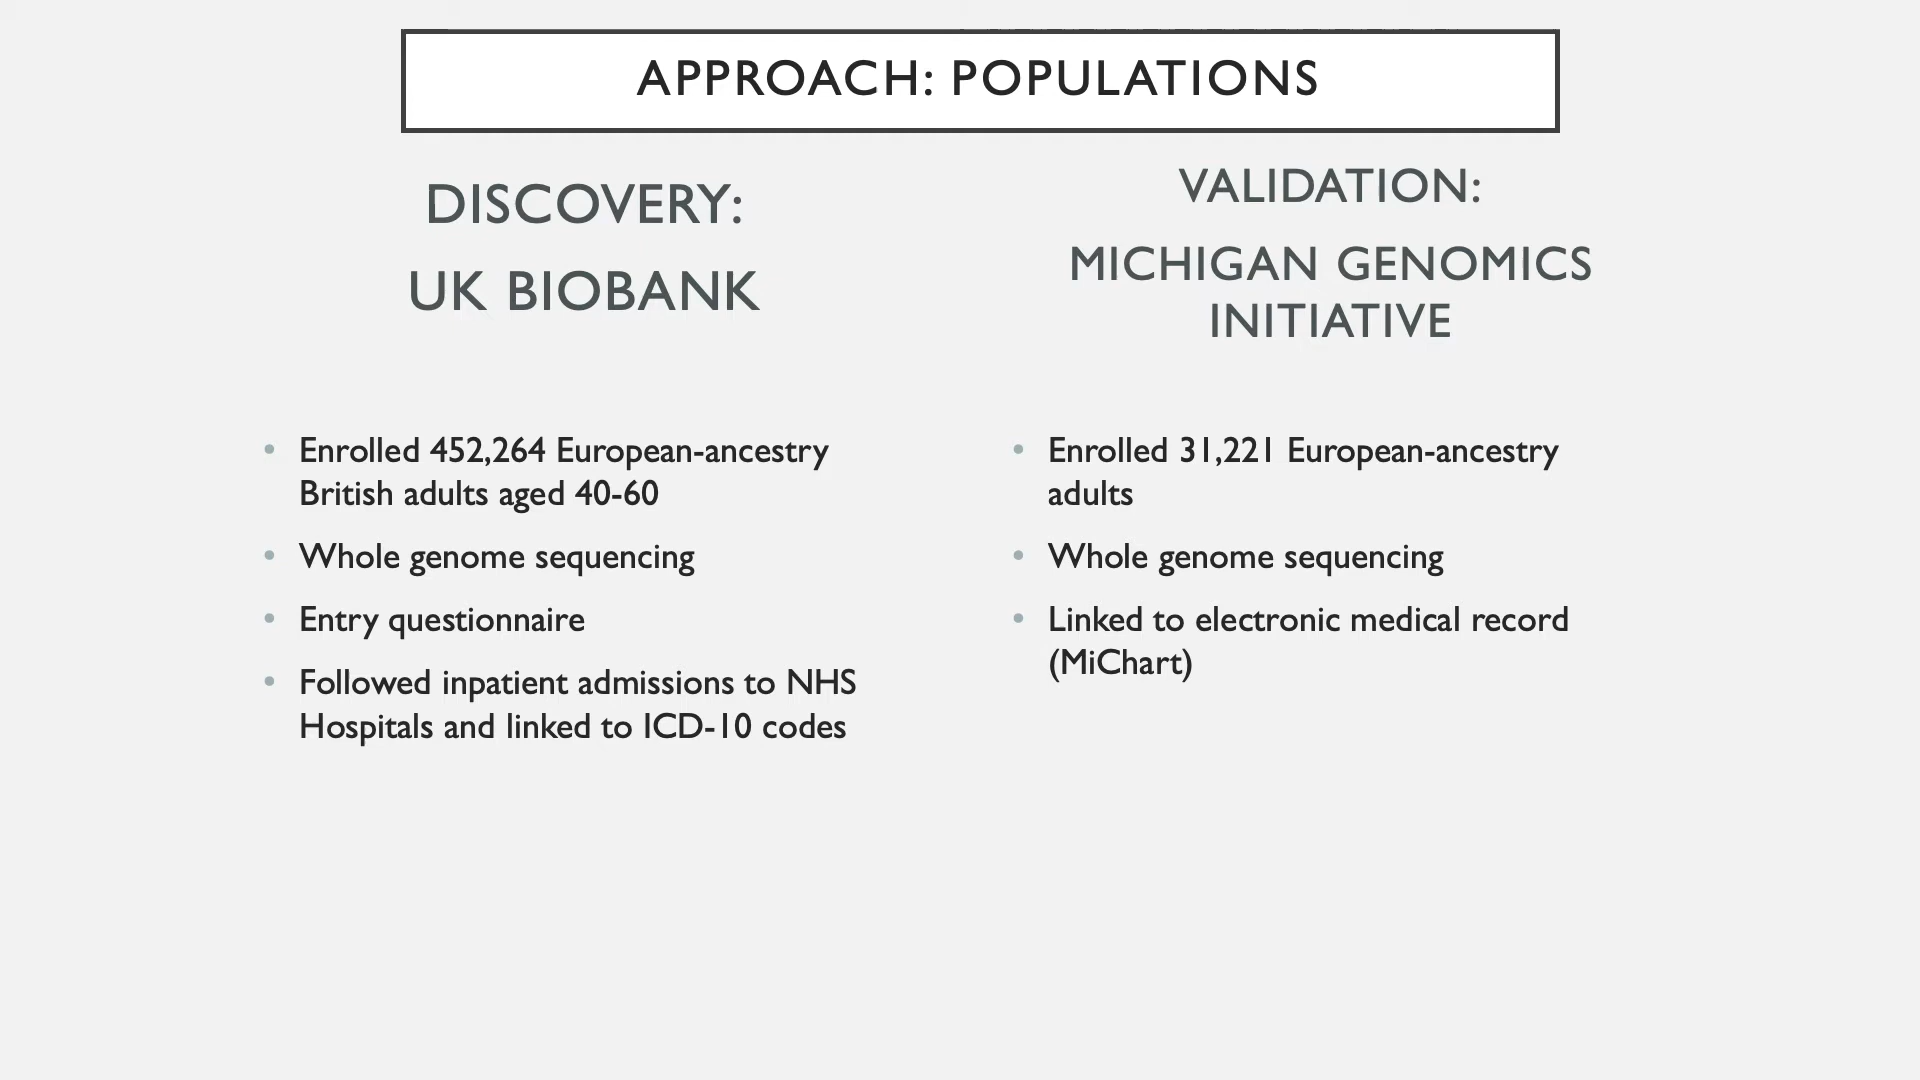 APPROACH: POPULATIONS
DISCOVERY:
UK BIOBANK
• Enrolled 452,264 European-ancestry
British adults aged 40-60
• Whole genome sequencing
• Entry questionnaire
• Followed inpatient admissions to NHS
Hospitals and linked to ICD-10 codes
VALIDATION:
MICHIGAN GENOMICS
INITIATIVE
• Enrolled 31,221 European-ancestry
adults
• Whole genome sequencing
• Linked to electronic medical record
(MiChart)